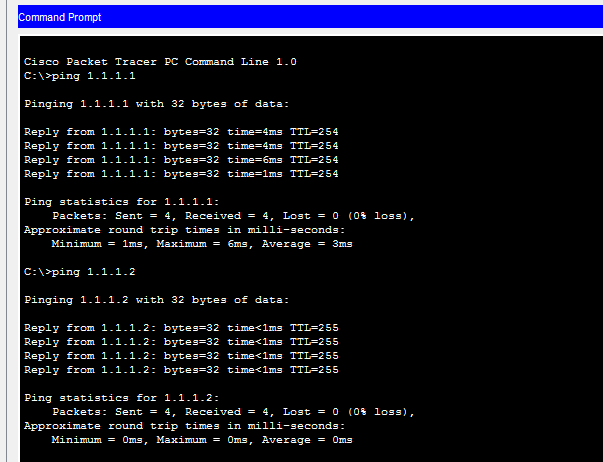 Command Prompt
Cisco Packet Tracer PC Command Line 1.0
C:\>ping 1.1.1.1
Pinging 1.1.1.1 with 32 bytes of data:
Reply from 1.1.1.1: bytes=32 time=4ms TTL=254
Reply from 1.1.1.1: bytes=32 time=4ms TTL=254
Reply from 1.1.1.1: bytes=32 time=6ms TTL=254
Reply from 1.1.1.1: bytes=32 time=1ms TTL=254
Ping statistics for 1.1.1.1:
Packets: Sent = 4, Received = 4, Lost = 0 (0% loss),
Approximate round trip times in milli-seconds:
Minimum = 1ms, Maximum = 6ms, Average = 3ms
C:\>ping 1.1.1.2
Pinging 1.1.1.2 with 32 bytes of data:
Reply from 1.1.1.2: bytes=32 time<1ms TTL=255
Reply from 1.1.1.2: bytes=32 time<1ms TTL=255
Reply from 1.1.1.2: bytes=32 time<1ms TTL=255
Reply from 1.1.1.2: bytes=32 time<1ms TTL=255
Ping statistics for 1.1.1.2:
Packets: Sent = 4, Received = 4, Lost = 0 (0% loss),
Approximate round trip times in milli-seconds:
Minimum = 0ms, Maximum = 0ms, Average = 0ms